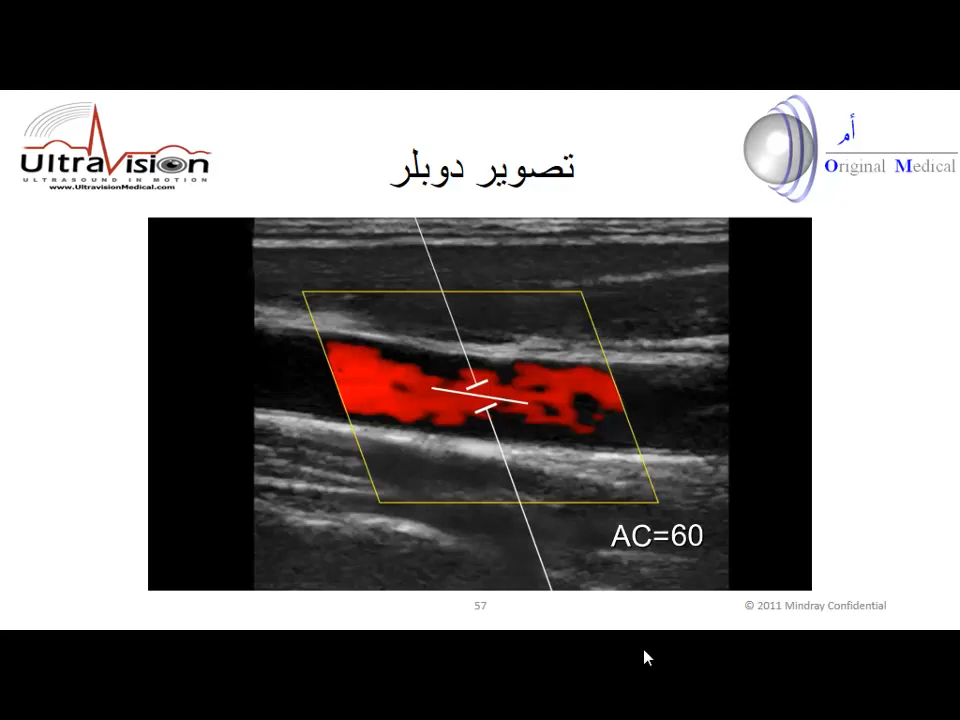 UltraVision
ULTRASOUND IN MOTION
www.UltravisionMedical.com
تصوير دوبلر
أم
Original Medical
AC=60
57
© 2011 Mindray Confidential